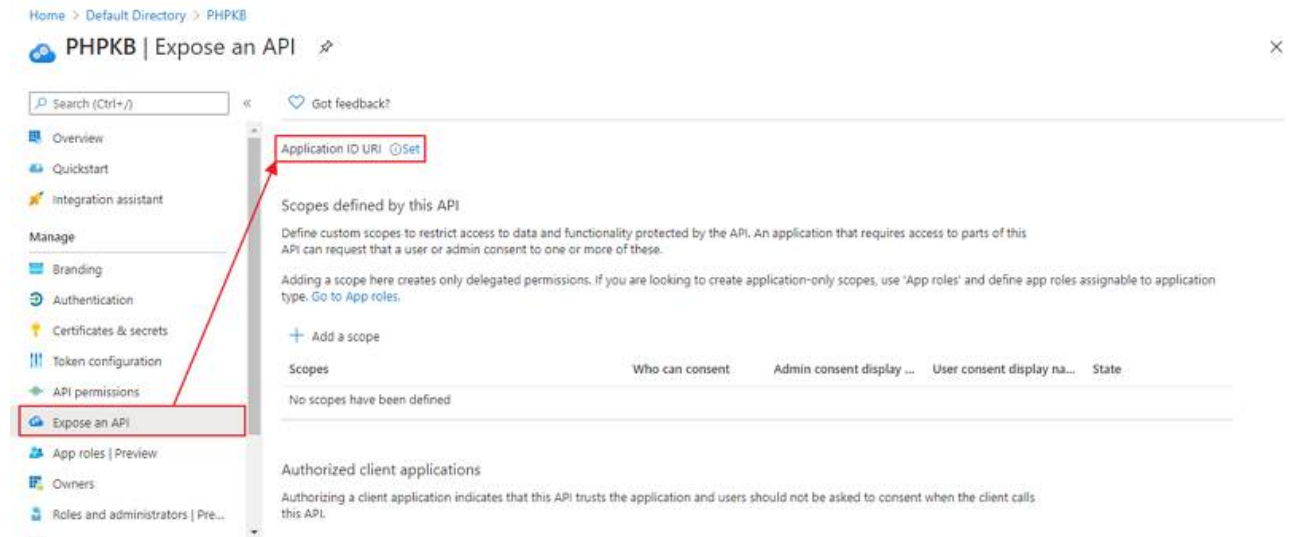 Home > Default Directory > PHPKB
PHPKB | Expose an API
Search (Ctrl+/)
«
Got feedback?
Overview
Quickstart
Integration assistant
Manage
Branding
Authentication
Certificates & secrets
Token configuration
API permissions
Expose an API
App roles | Preview
Owners
Roles and administrators | Pre...
Application ID URI Set
Scopes defined by this API
Define custom scopes to restrict access to data and functionality protected by the API. An application that requires access to parts of this
API can request that a user or admin consent to one or more of these.
Adding a scope here creates only delegated permissions. If you are looking to create application-only scopes, use 'App roles' and define app roles assignable to application
type. Go to App roles.
Add a scope
Scopes Who can consent Admin consent display ... User consent display na... State
No scopes have been defined
Authorized client applications
Authorizing a client application indicates that this API trusts the application and users should not be asked to consent when the client calls
this API.